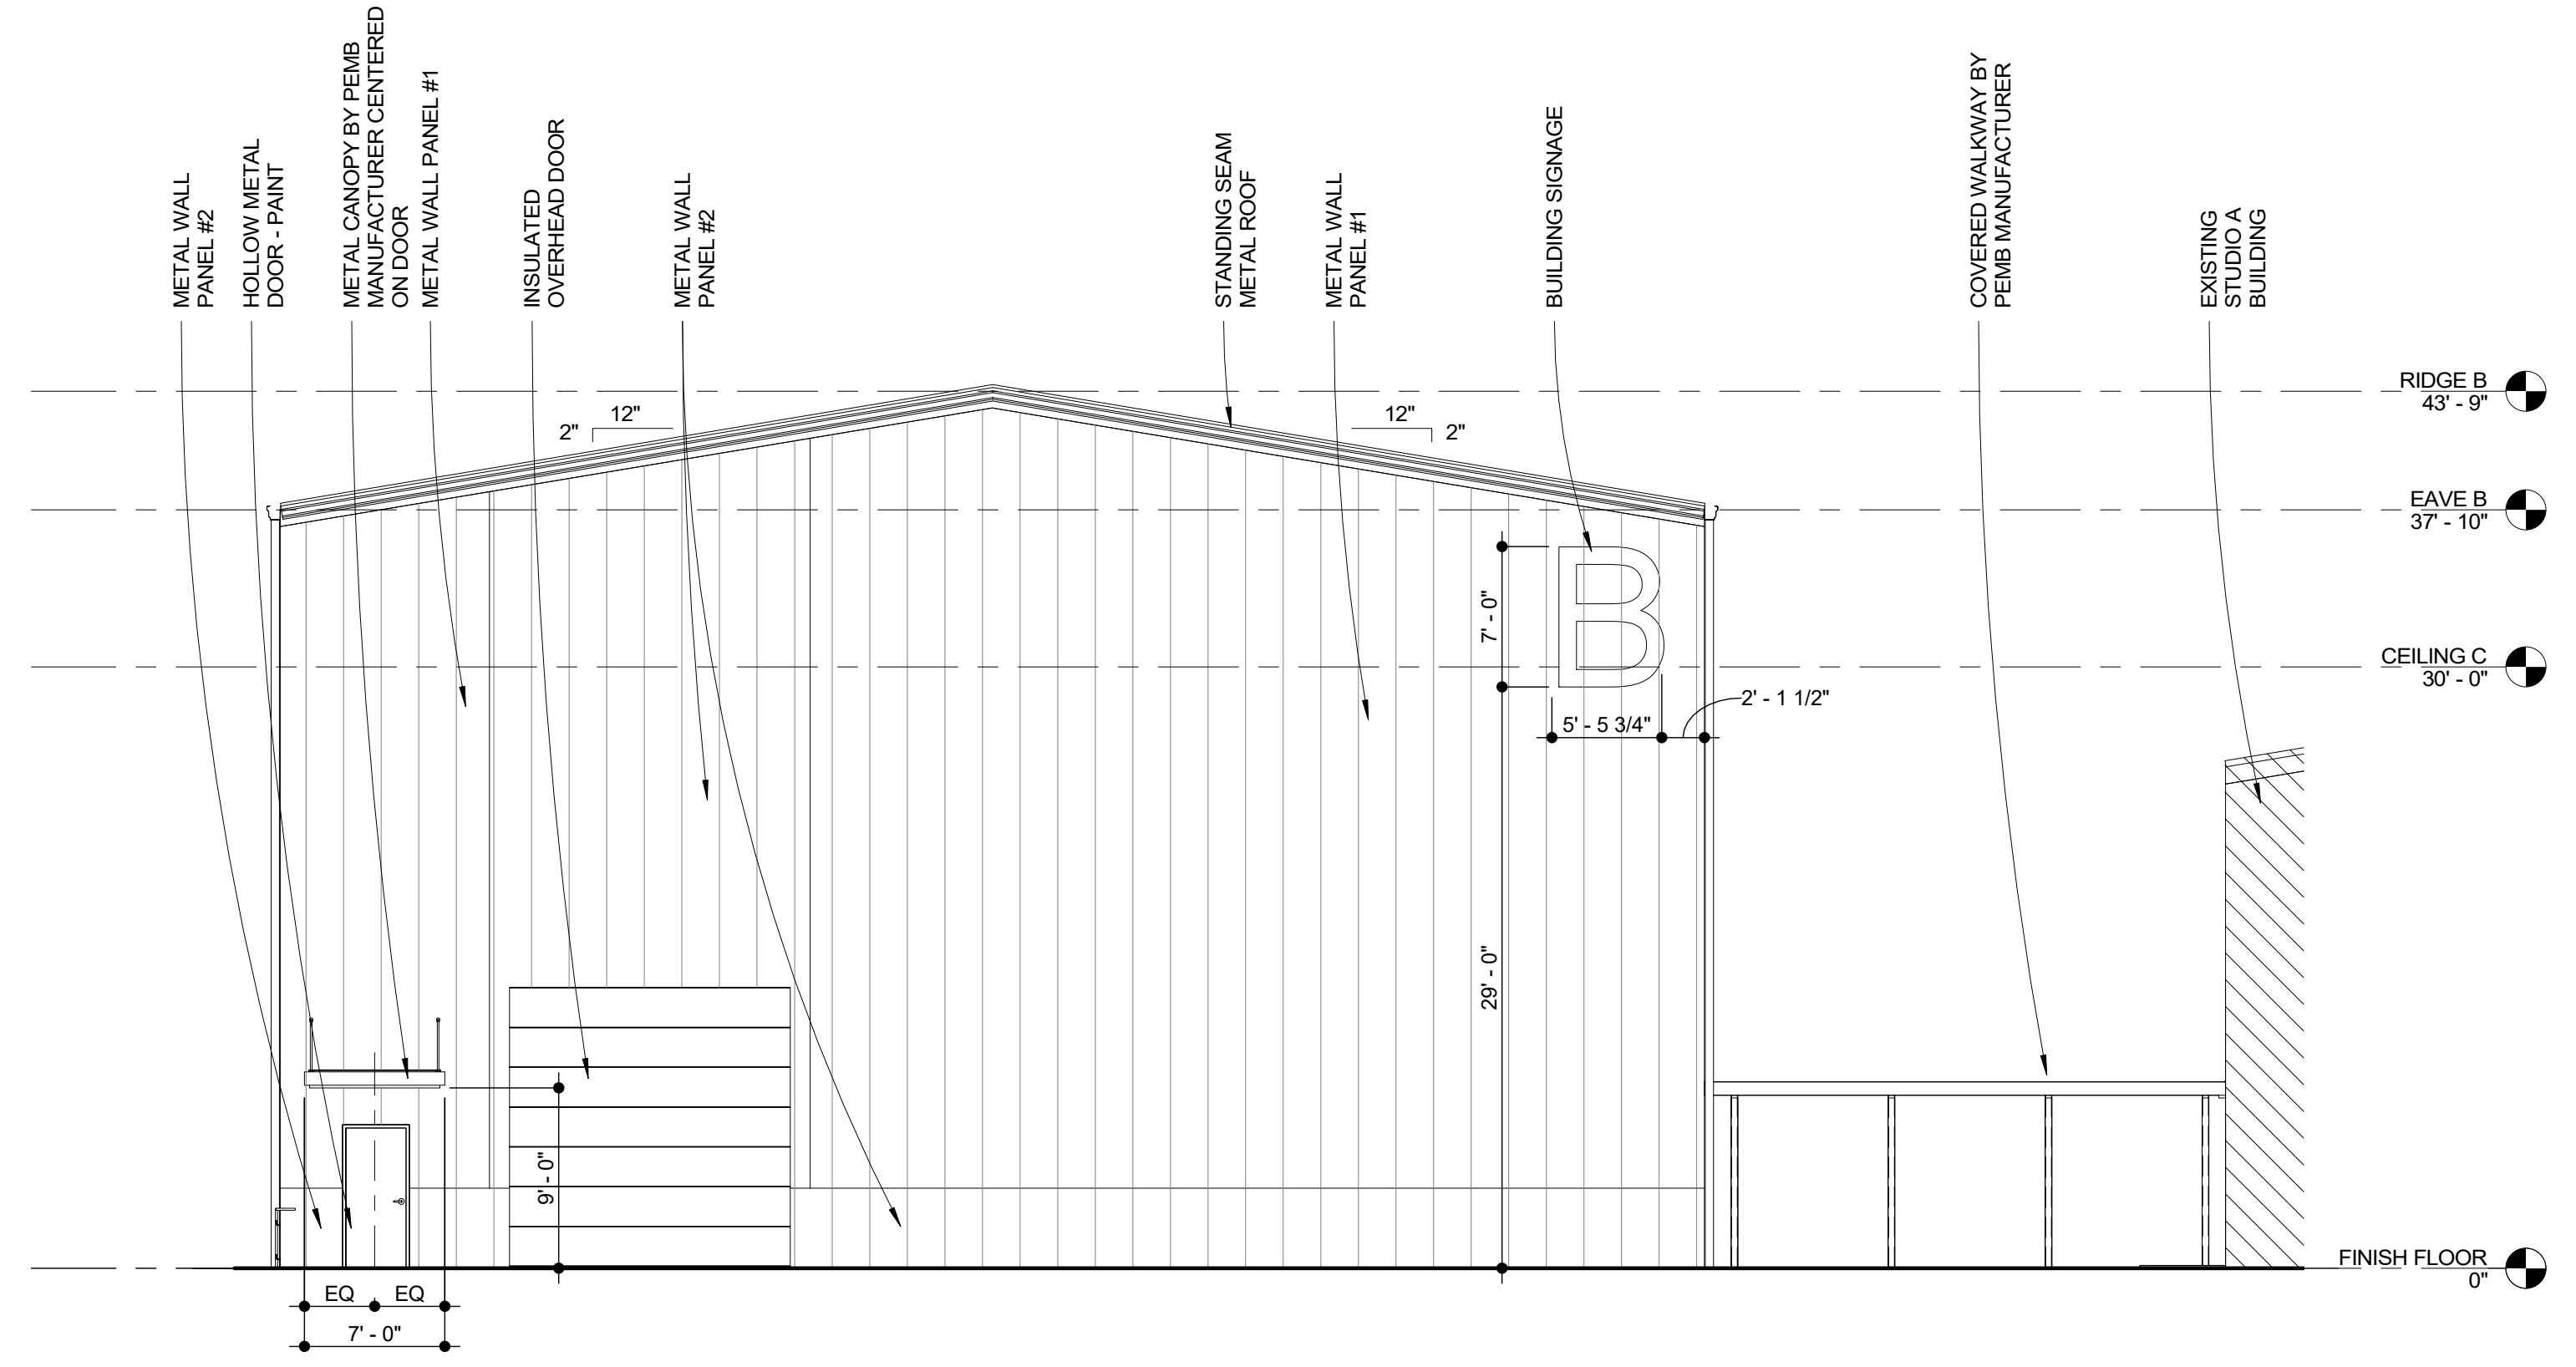 METAL WALL
PANEL #2
HOLLOW METAL
DOOR - PAINT
METAL CANOPY BY PEMB
MANUFACTURER CENTERED
ON DOOR
METAL WALL PANEL #1
INSULATED
OVERHEAD DOOR
METAL WALL
PANEL #2
STANDING SEAM
METAL ROOF
METAL WALL
PANEL #1
BUILDING SIGNAGE
COVERED WALKWAY BY
PEMB MANUFACTURER
EXISTING
STUDIO A
BUILDING
RIDGE B
43' - 9"
12"
2"
12"
2"
EAVE B
37' - 10"
B
7' - 0"
CEILING C
30' - 0"
2' - 1 1/2"
5' - 5 3/4"
29' - 0"
9' - 0"
FINISH FLOOR
0"
EQ
EQ
7' - 0"